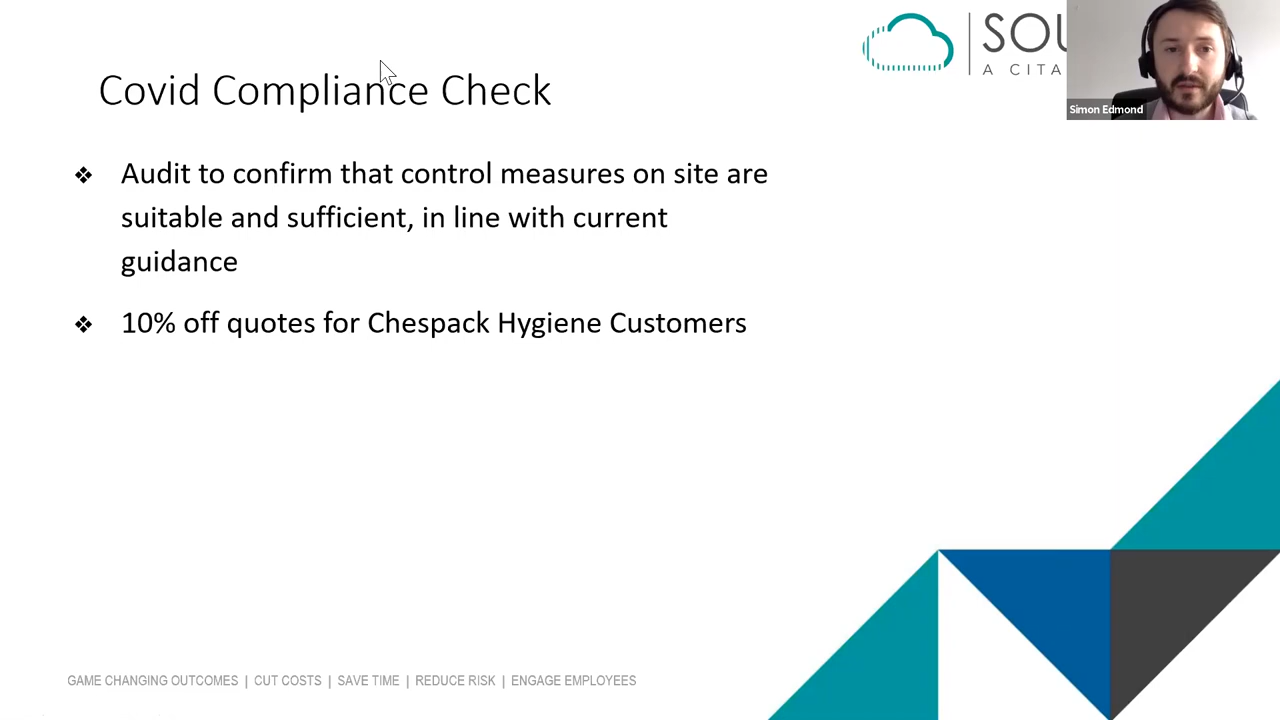 SOU
A CITA
Simon Edmond
Covid Compliance Check
❖ Audit to confirm that control measures on site are
suitable and sufficient, in line with current
guidance
❖ 10% off quotes for Chespack Hygiene Customers
GAME CHANGING OUTCOMES | CUT COSTS | SAVE TIME | REDUCE RISK | ENGAGE EMPLOYEES